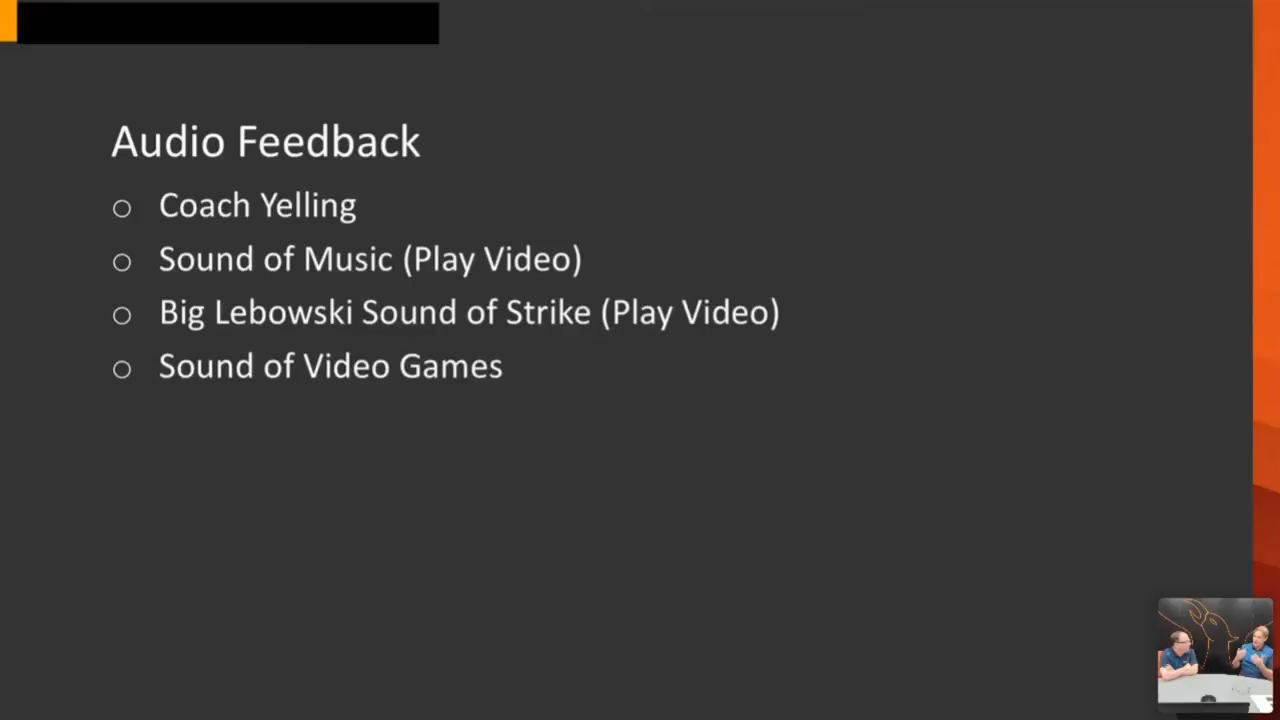 Audio Feedback
Coach Yelling
Sound of Music (Play Video)
Big Lebowski Sound of Strike (Play Video)
Sound of Video Games